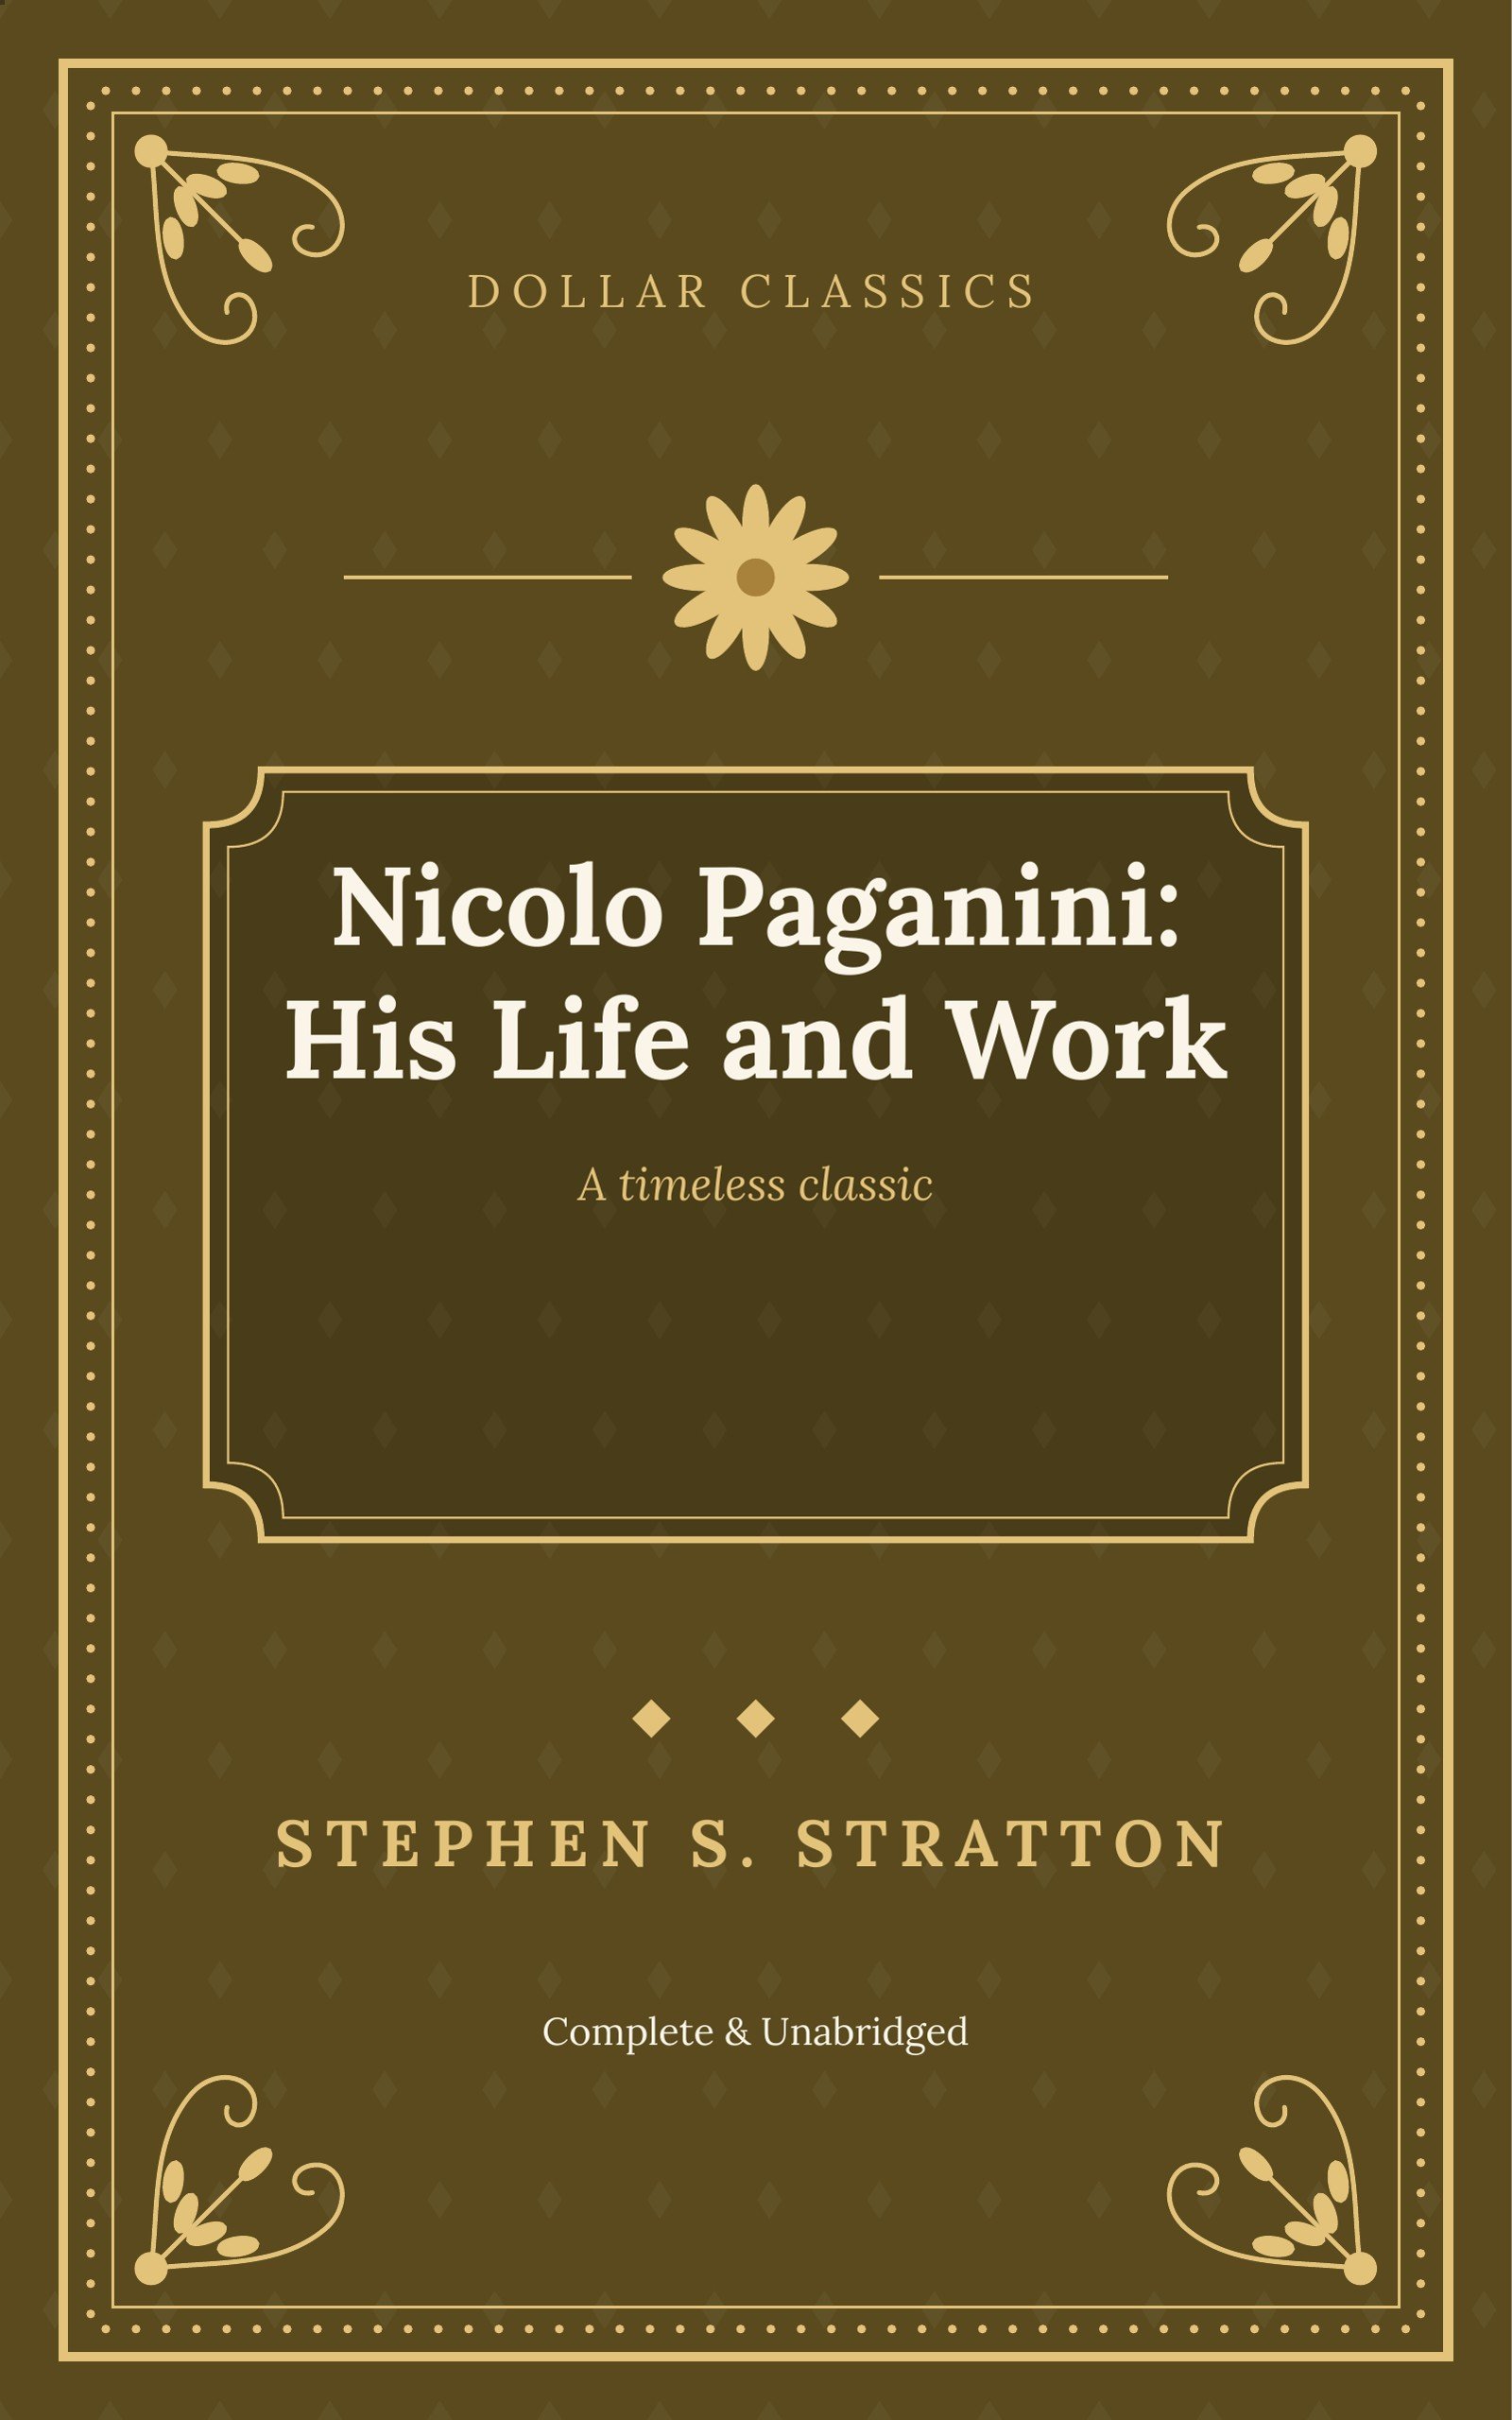 DOLLAR CLASSICS
Nicolo Paganini:
His Life and Work
A timeless classic
STEPHEN S. STRATTON
Complete & Unabridged